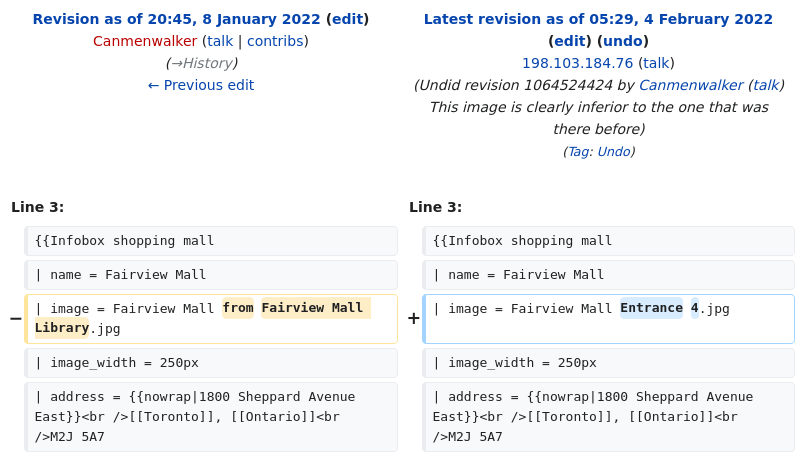 Revision as of 20:45, 8 January 2022 (edit)
Canmenwalker (talk | contribs)
(→History)
← Previous edit
Latest revision as of 05:29, 4 February 2022
(edit) (undo)
198.103.184.76 (talk)
(Undid revision 1064524424 by Canmenwalker (talk)
This image is clearly inferior to the one that was
there before)
(Tag: Undo)
Line 3:
{{Infobox shopping mall
| name = Fairview Mall
− | image = Fairview Mall from Fairview Mall
Library.jpg
| image_width = 250px
| address = {{nowrap|1800 Sheppard Avenue
East}}<br />[[Toronto]], [[Ontario]]<br
/>M2J 5A7
Line 3:
{{Infobox shopping mall
| name = Fairview Mall
+ | image = Fairview Mall Entrance 4.jpg
| image_width = 250px
| address = {{nowrap|1800 Sheppard Avenue
East}}<br />[[Toronto]], [[Ontario]]<br
/>M2J 5A7